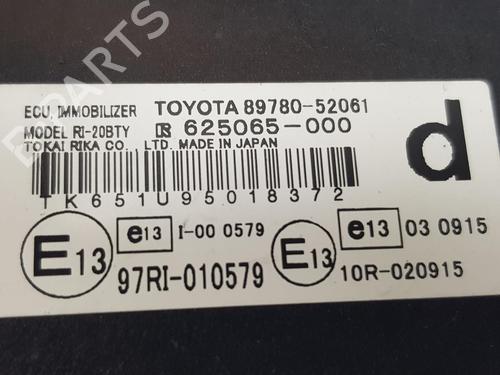 ECU, IMMOBILIZER TOYOTA 89780-52061
MODEL RI-20BTY 625065-000
TOKAI RIKA CO., LTD. MADE IN JAPAN
d
TK651U95018372
E13 e13 I-00 0579
97RI-010579
E13 e13 03 0915
10R-020915